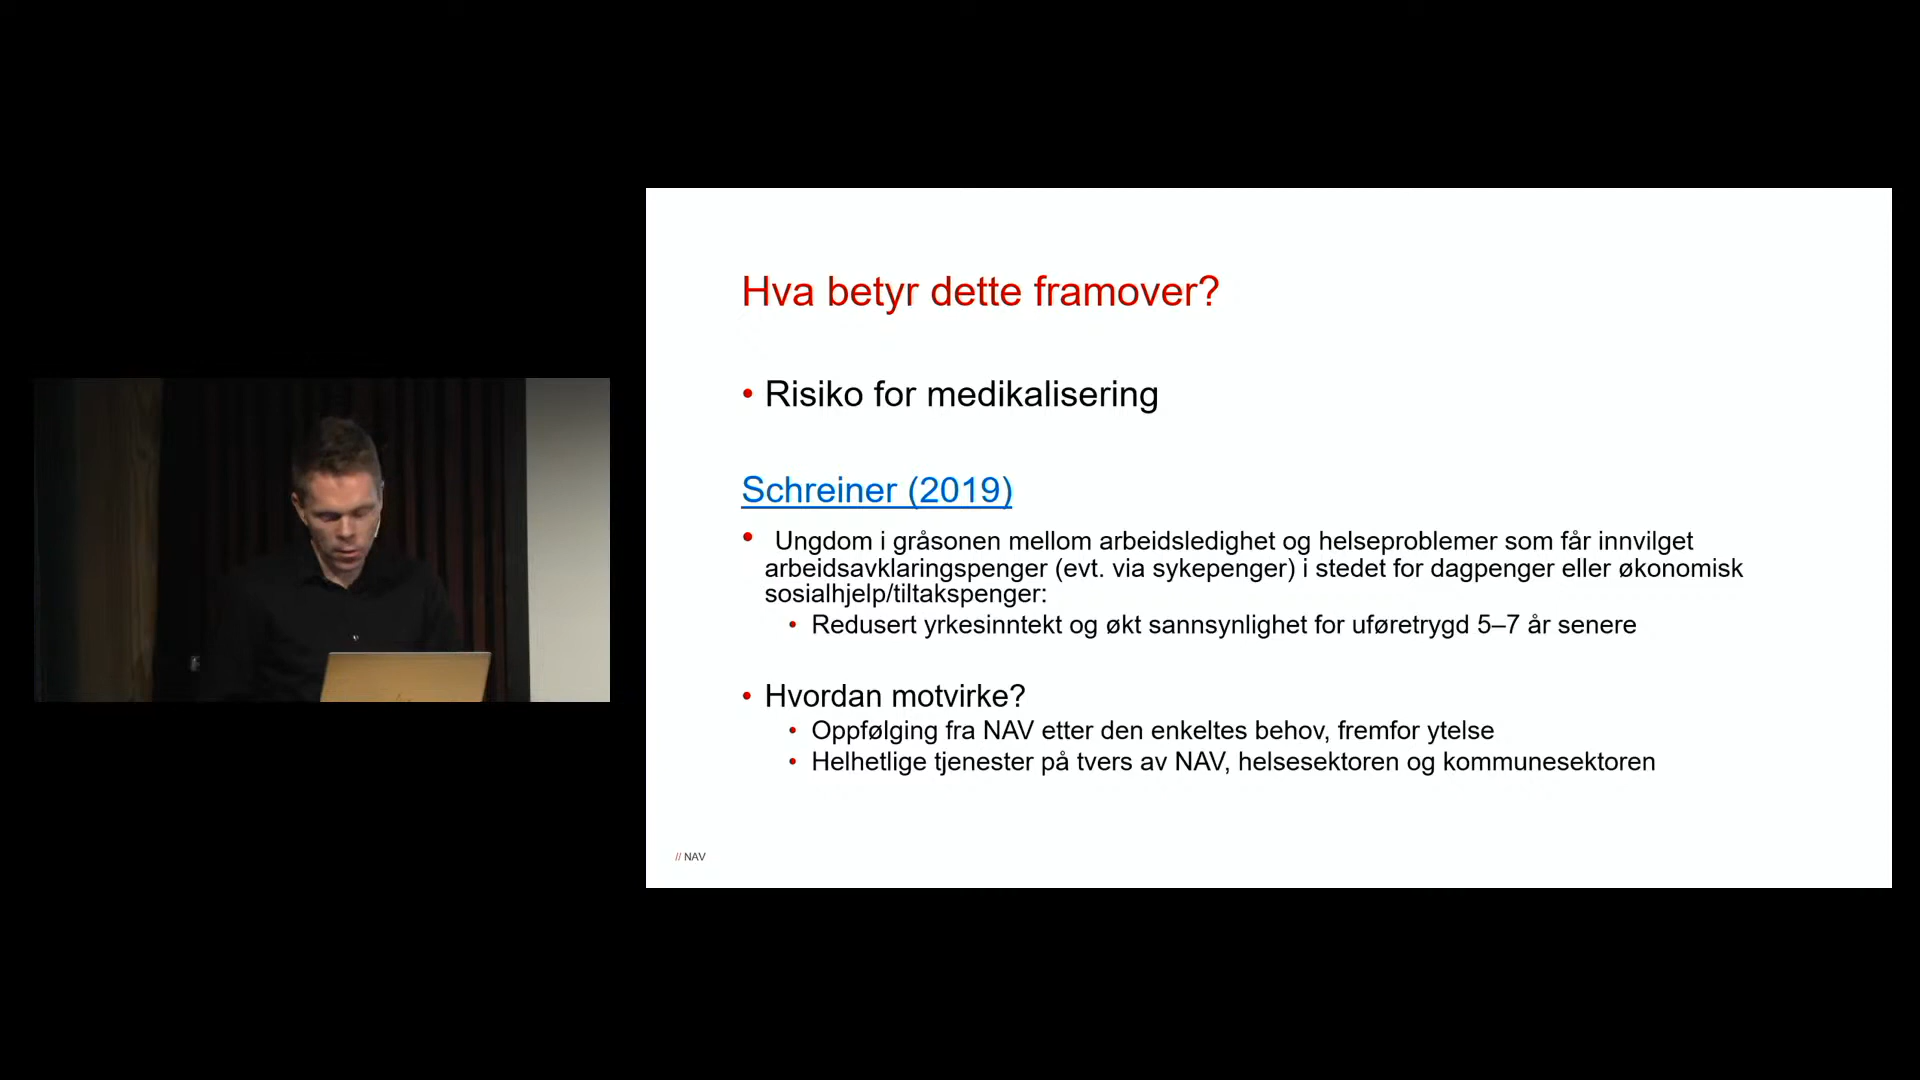 Hva betyr dette framover?
• Risiko for medikalisering
Schreiner (2019)
• Ungdom i gråsonen mellom arbeidsledighet og helseproblemer som får innvilget
arbeidsavklaringspenger (evt. via sykepenger) i stedet for dagpenger eller økonomisk
sosialhjelp/tiltakspenger:
• Redusert yrkesinntekt og økt sannsynlighet for uføretrygd 5–7 år senere
• Hvordan motvirke?
• Oppfølging fra NAV etter den enkeltes behov, fremfor ytelse
• Helhetlige tjenester på tvers av NAV, helsesektoren og kommunesektoren
// NAV